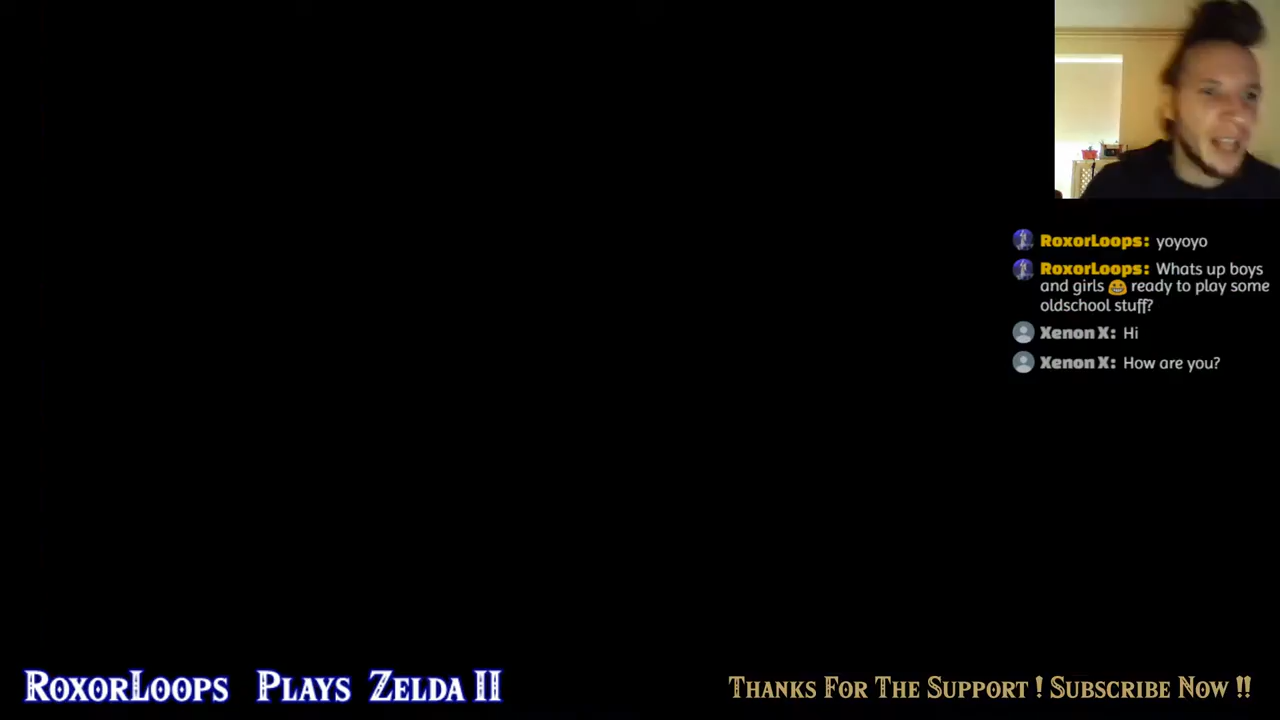 RoxorLoops: yoyoyo
RoxorLoops: Whats up boys
and girls 😀 ready to play some
oldschool stuff?
Xenon X: Hi
Xenon X: How are you?
RoxorLoops Plays Zelda II
Thanks For The Support ! Subscribe Now !!